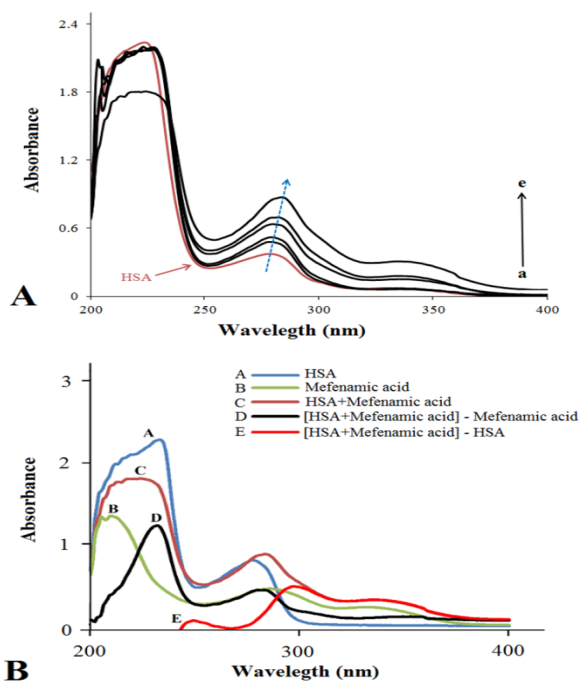 2.4
1.8
1.2
0.6
0
Absorbance
HSA
e
a
200
250
300
350
400
Wavelegth (nm)
A
3
2
1
0
Absorbance
A HSA
B Mefenamic acid
C HSA+Mefenamic acid
D [HSA+Mefenamic acid] - Mefenamic acid
E [HSA+Mefenamic acid] - HSA
A
C
B
D
E
200
300
400
Wavelegth (nm)
B